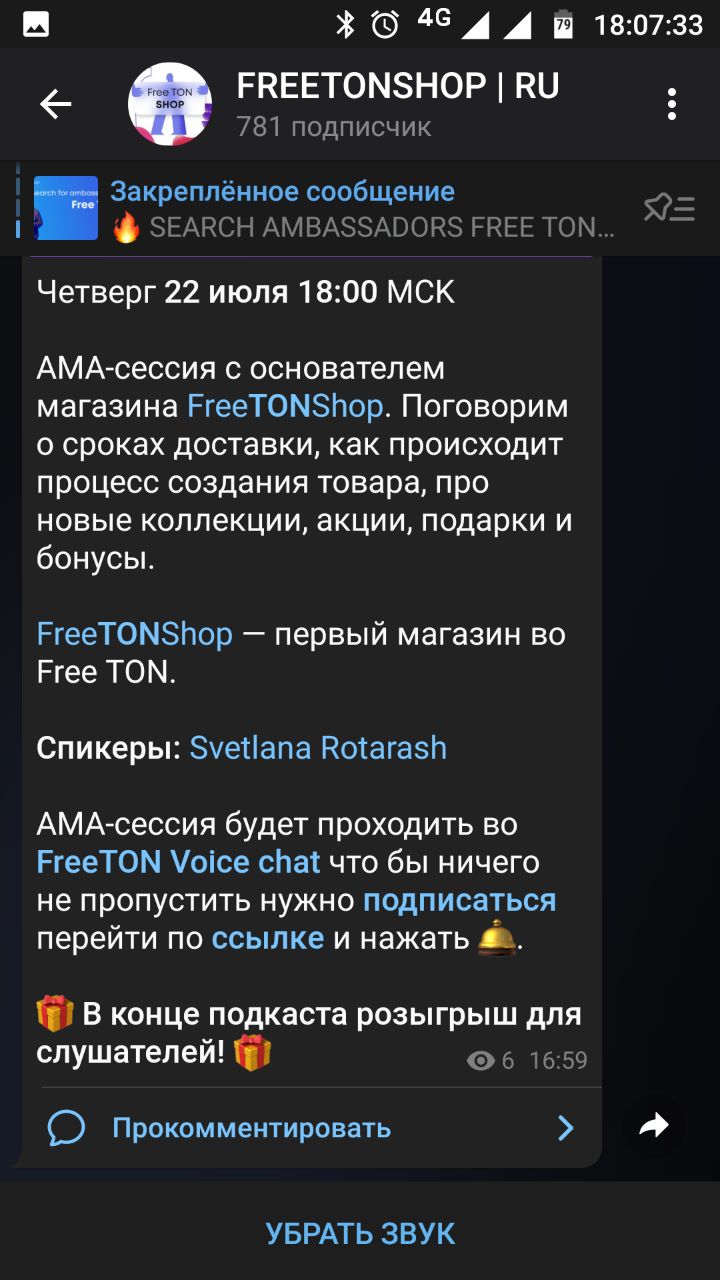 4G
79
18:07:33
Free TON
SHOP
FREETONSHOP | RU
781 подписчик
earch for ambass
Free
Закреплённое сообщение
🔥 SEARCH AMBASSADORS FREE TON...
Четверг 22 июля 18:00 МСК
АМА-сессия с основателем
магазина FreeTONShop. Поговорим
о сроках доставки, как происходит
процесс создания товара, про
новые коллекции, акции, подарки и
бонусы.
FreeTONShop — первый магазин во
Free TON.
Спикеры: Svetlana Rotarash
АМА-сессия будет проходить во
FreeTON Voice chat что бы ничего
не пропустить нужно подписаться
перейти по ссылке и нажать 🛎.
🎁 В конце подкаста розыгрыш для
слушателей! 🎁
6 16:59
Прокомментировать
УБРАТЬ ЗВУК